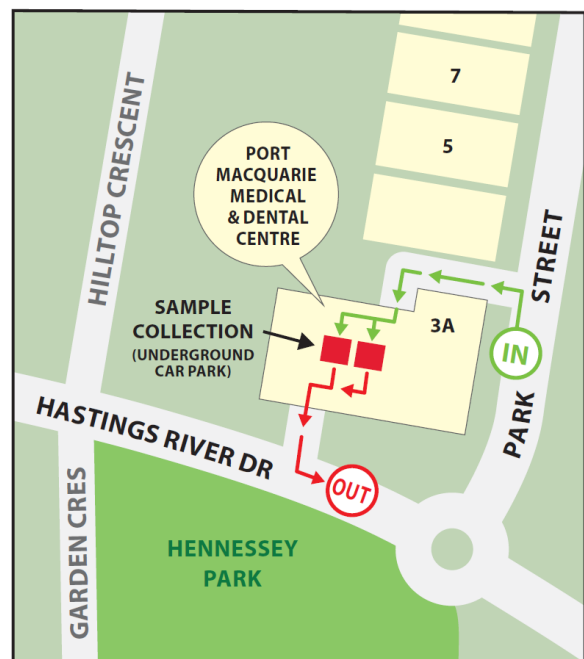 7
5
PORT
MACQUARIE
MEDICAL
& DENTAL
CENTRE
HILLTOP CRESCENT
PARK STREET
3A
IN
SAMPLE
COLLECTION
(UNDERGROUND
CAR PARK)
HASTINGS RIVER DR
OUT
GARDEN CRES
HENNESSEY
PARK